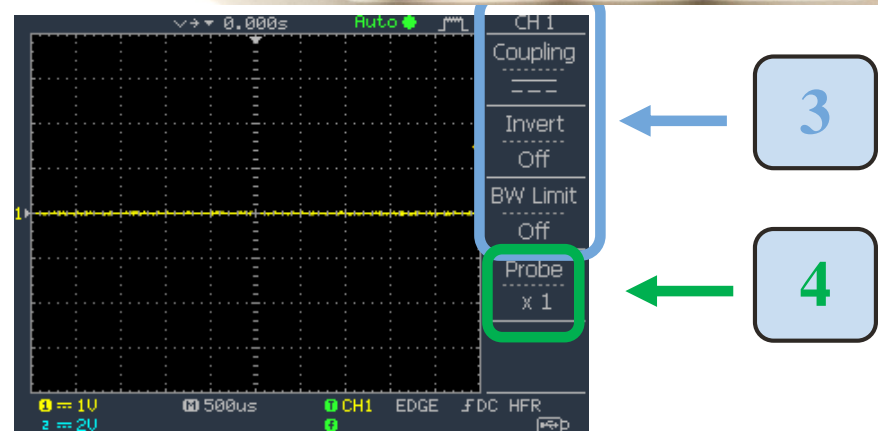 0.000s Auto CH 1
Coupling
Invert
Off
BW Limit
Off
Probe
x 1
3
4
1
1 1V M 500us T CH1 EDGE DC HFR
2 2V f